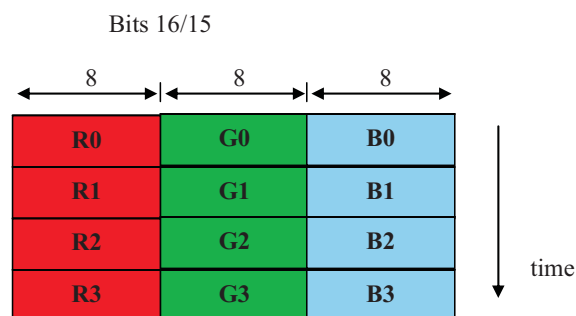 Bits 16/15
8 8 8
R0 G0 B0
R1 G1 B1
R2 G2 B2
time
R3 G3 B3